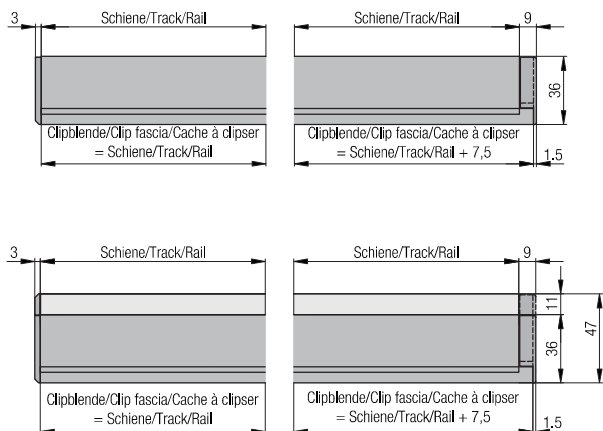 3 Schiene/Track/Rail Schiene/Track/Rail 9
36
Clipblende/Clip fascia/Cache à clipser
= Schiene/Track/Rail
Clipblende/Clip fascia/Cache à clipser
= Schiene/Track/Rail + 7,5
1.5
3 Schiene/Track/Rail Schiene/Track/Rail 9
11
36
47
Clipblende/Clip fascia/Cache à clipser
= Schiene/Track/Rail
Clipblende/Clip fascia/Cache à clipser
= Schiene/Track/Rail + 7,5
1.5